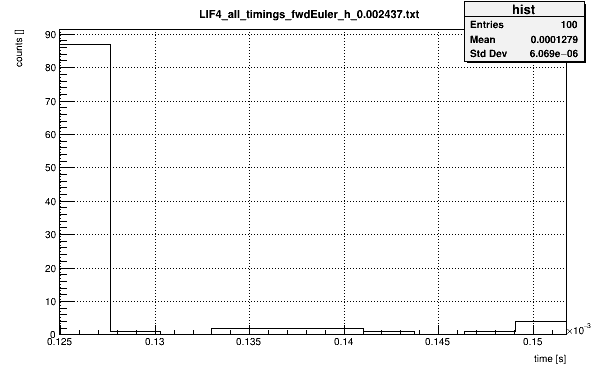 LIF4_all_timings_fwdEuler_h_0.002437.txt
hist
Entries 100
Mean 0.0001279
Std Dev 6.069e−06
counts []
90
80
70
60
50
40
30
20
10
0
0.125 0.13 0.135 0.14 0.145 0.15 ×10⁻³
time [s]